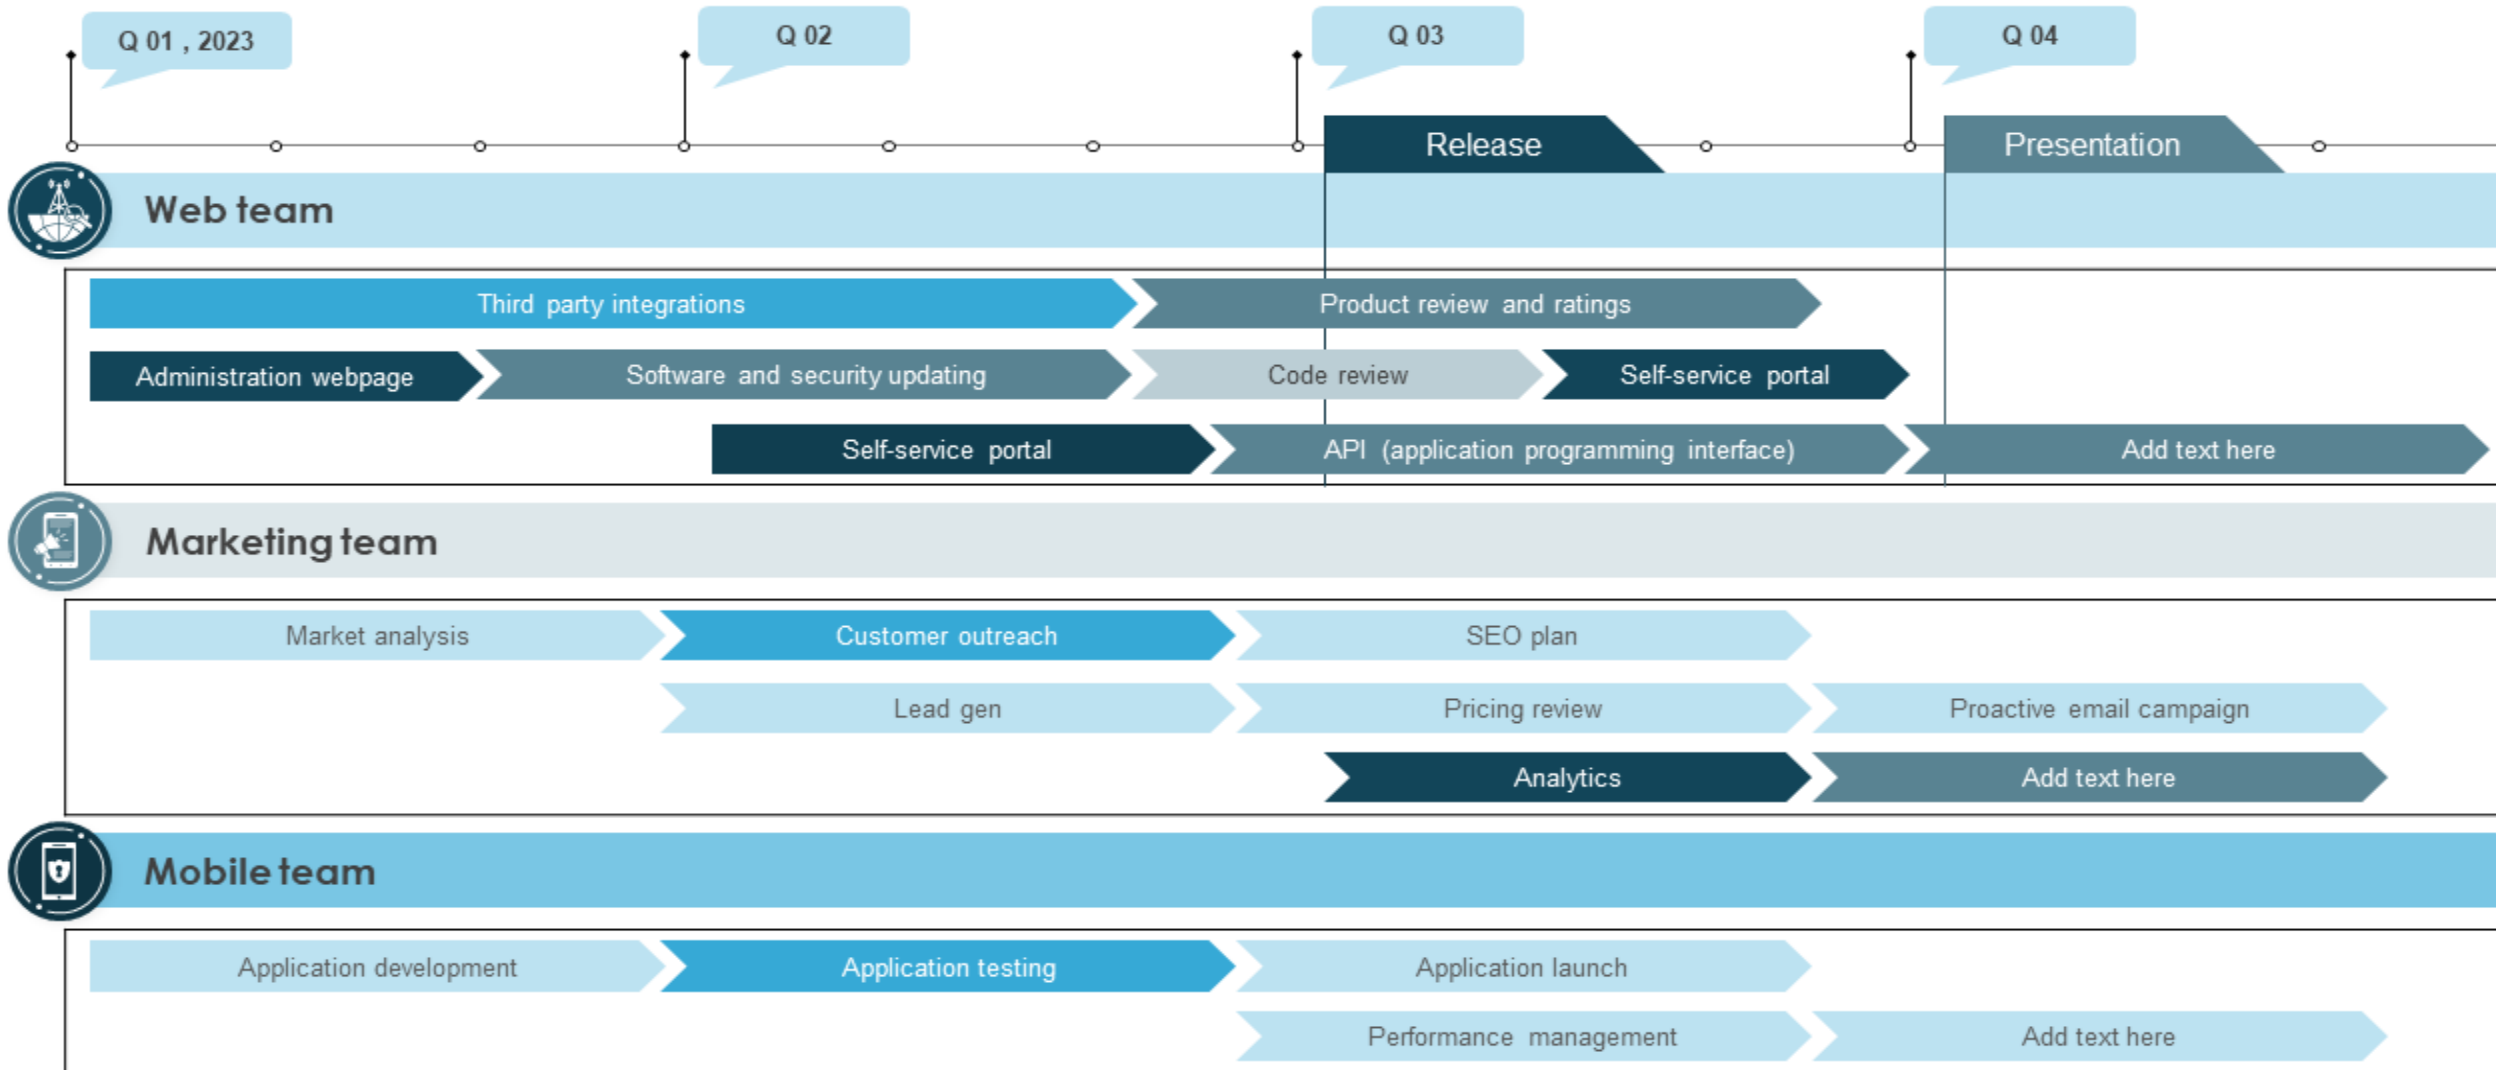 Q 01 , 2023
Q 02
Q 03
Q 04
Release
Presentation
Web team
Third party integrations
Product review and ratings
Administration webpage
Software and security updating
Code review
Self-service portal
Self-service portal
API (application programming interface)
Add text here
Marketing team
Market analysis
Customer outreach
SEO plan
Lead gen
Pricing review
Proactive email campaign
Analytics
Add text here
Mobile team
Application development
Application testing
Application launch
Performance management
Add text here